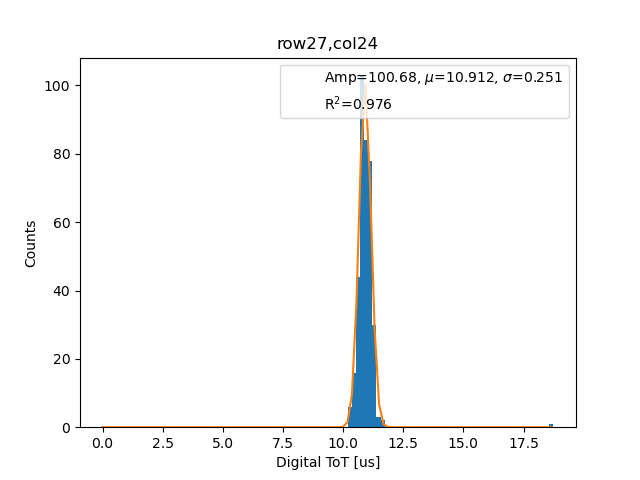 row27,col24
Amp=100.68, μ=10.912, σ=0.251
R²=0.976
Counts
100
80
60
40
20
0
0.0 2.5 5.0 7.5 10.0 12.5 15.0 17.5
Digital ToT [us]